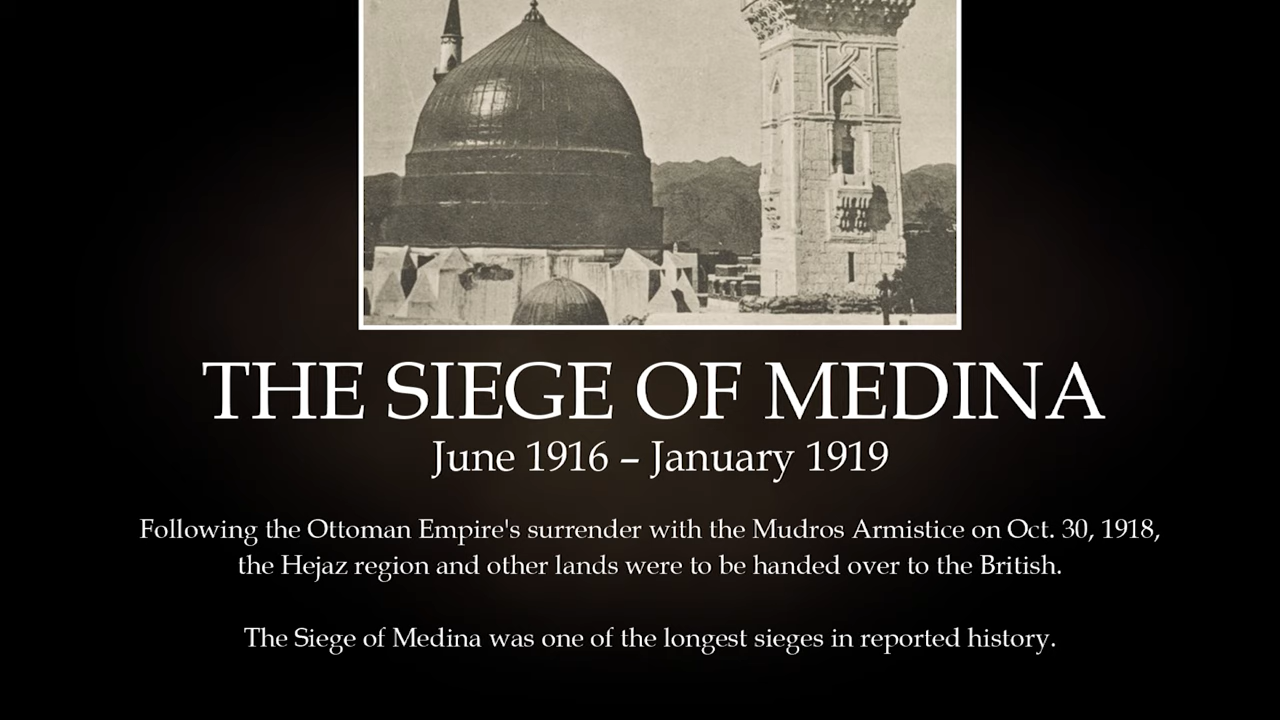 THE SIEGE OF MEDINA
June 1916 – January 1919
Following the Ottoman Empire's surrender with the Mudros Armistice on Oct. 30, 1918,
the Hejaz region and other lands were to be handed over to the British.
The Siege of Medina was one of the longest sieges in reported history.